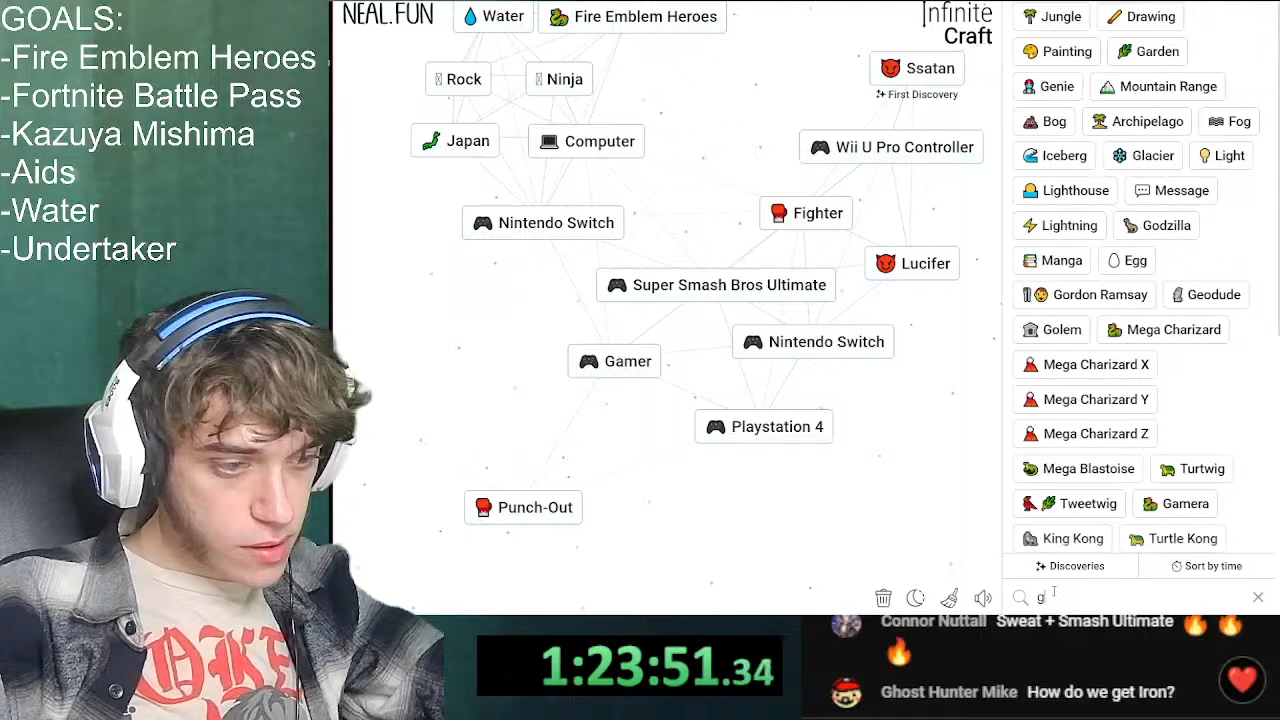 GOALS:
-Fire Emblem Heroes
-Fortnite Battle Pass
-Kazuya Mishima
-Aids
-Water
-Undertaker
NEAL.FUN
Water
Fire Emblem Heroes
Infinite
Craft
Rock
Ninja
Ssatan
First Discovery
Japan
Computer
Wii U Pro Controller
Nintendo Switch
Fighter
Lucifer
Super Smash Bros Ultimate
Nintendo Switch
Gamer
Playstation 4
Punch-Out
Jungle Drawing
Painting Garden
Genie Mountain Range
Bog Archipelago Fog
Iceberg Glacier Light
Lighthouse Message
Lightning Godzilla
Manga Egg
Gordon Ramsay Geodude
Golem Mega Charizard
Mega Charizard X
Mega Charizard Y
Mega Charizard Z
Mega Blastoise Turtwig
Tweetwig Gamera
King Kong Turtle Kong
Discoveries Sort by time
g
1:23:51.34
Connor Nuttall Sweat + Smash Ultimate
Ghost Hunter Mike How do we get Iron?